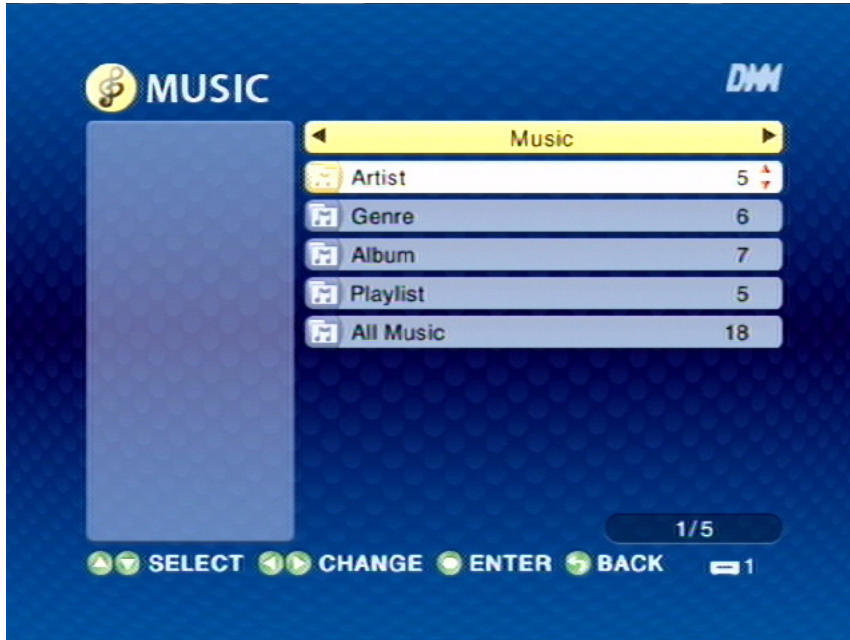 MUSIC
DMM
Music
Artist 5
Genre 6
Album 7
Playlist 5
All Music 18
1/5
SELECT CHANGE ENTER BACK 1